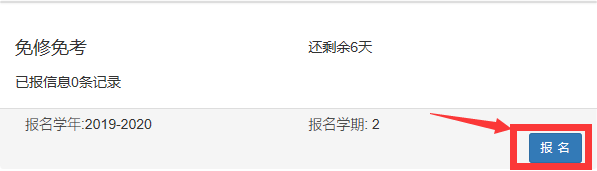 免修免考 还剩余6天
已报信息0条记录
报名学年:2019-2020 报名学期: 2
报 名